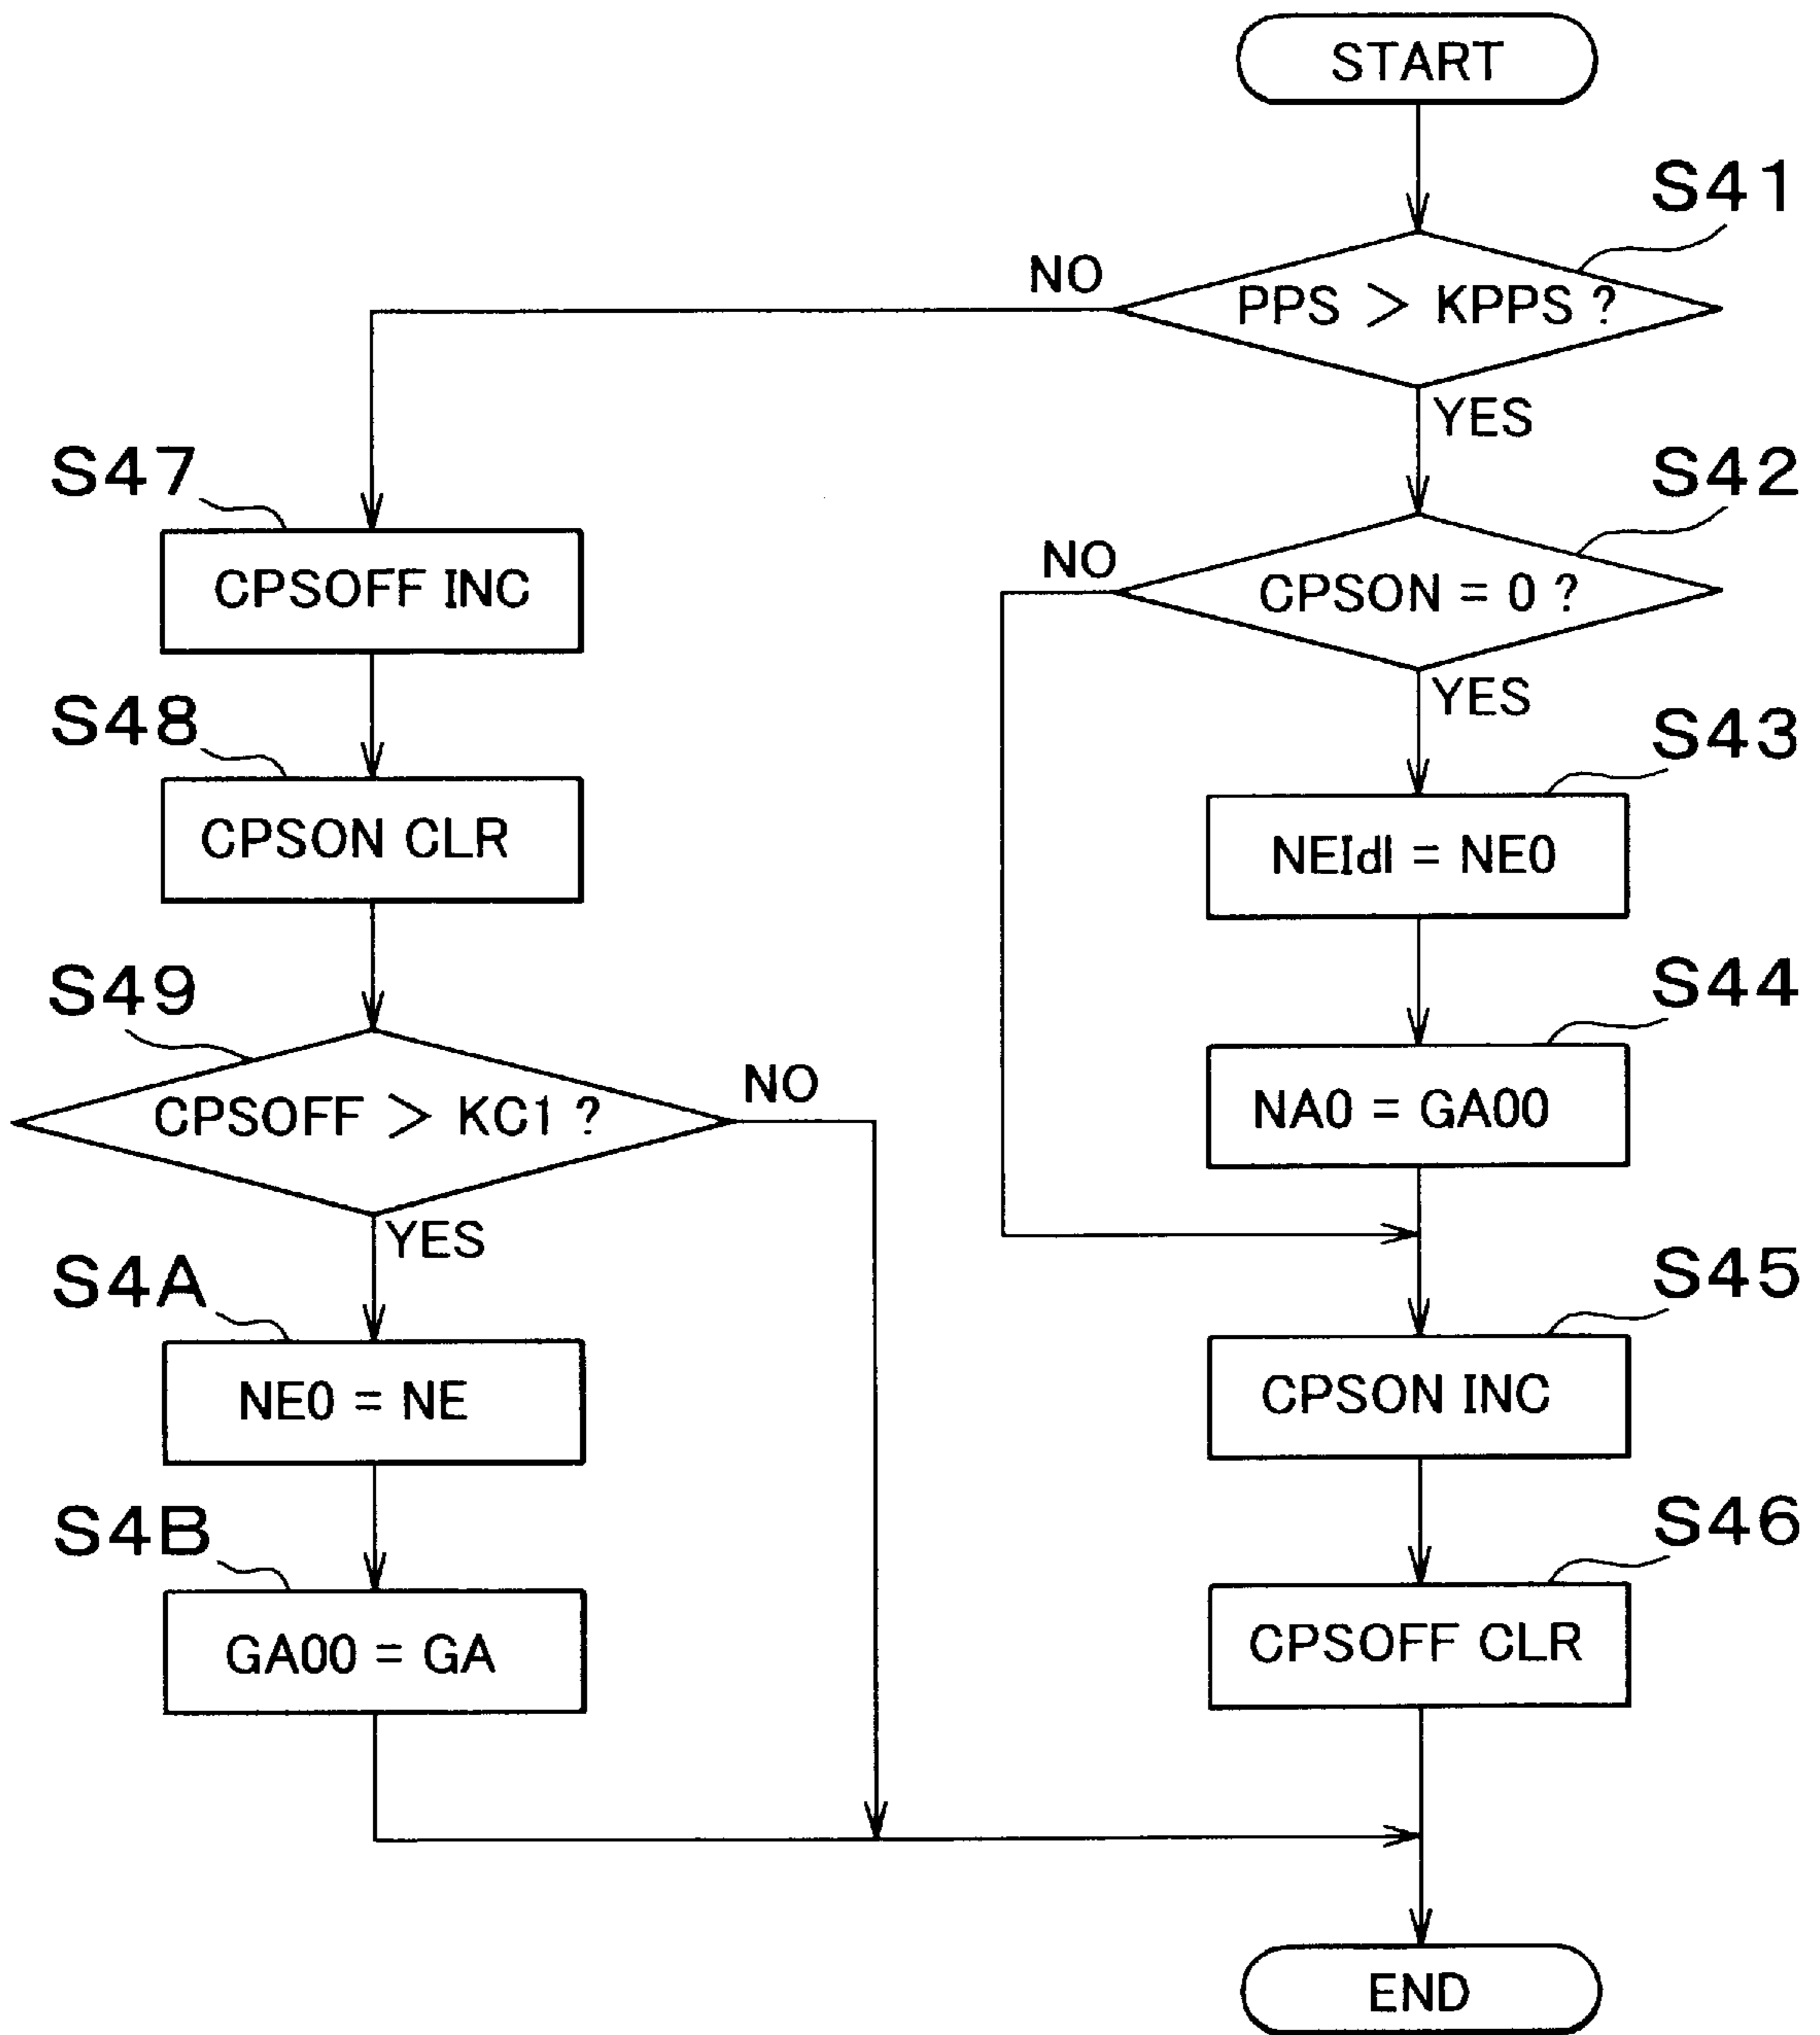 START
S41
NO
PPS > KPPS ?
YES
S47
S42
CPSOFF INC
NO
CPSON = 0 ?
YES
S48
S43
CPSON CLR
NEIdl = NE0
S49
S44
CPSOFF > KC1 ?
NO
NA0 = GA00
YES
S4A
S45
NE0 = NE
CPSON INC
S4B
S46
GA00 = GA
CPSOFF CLR
END